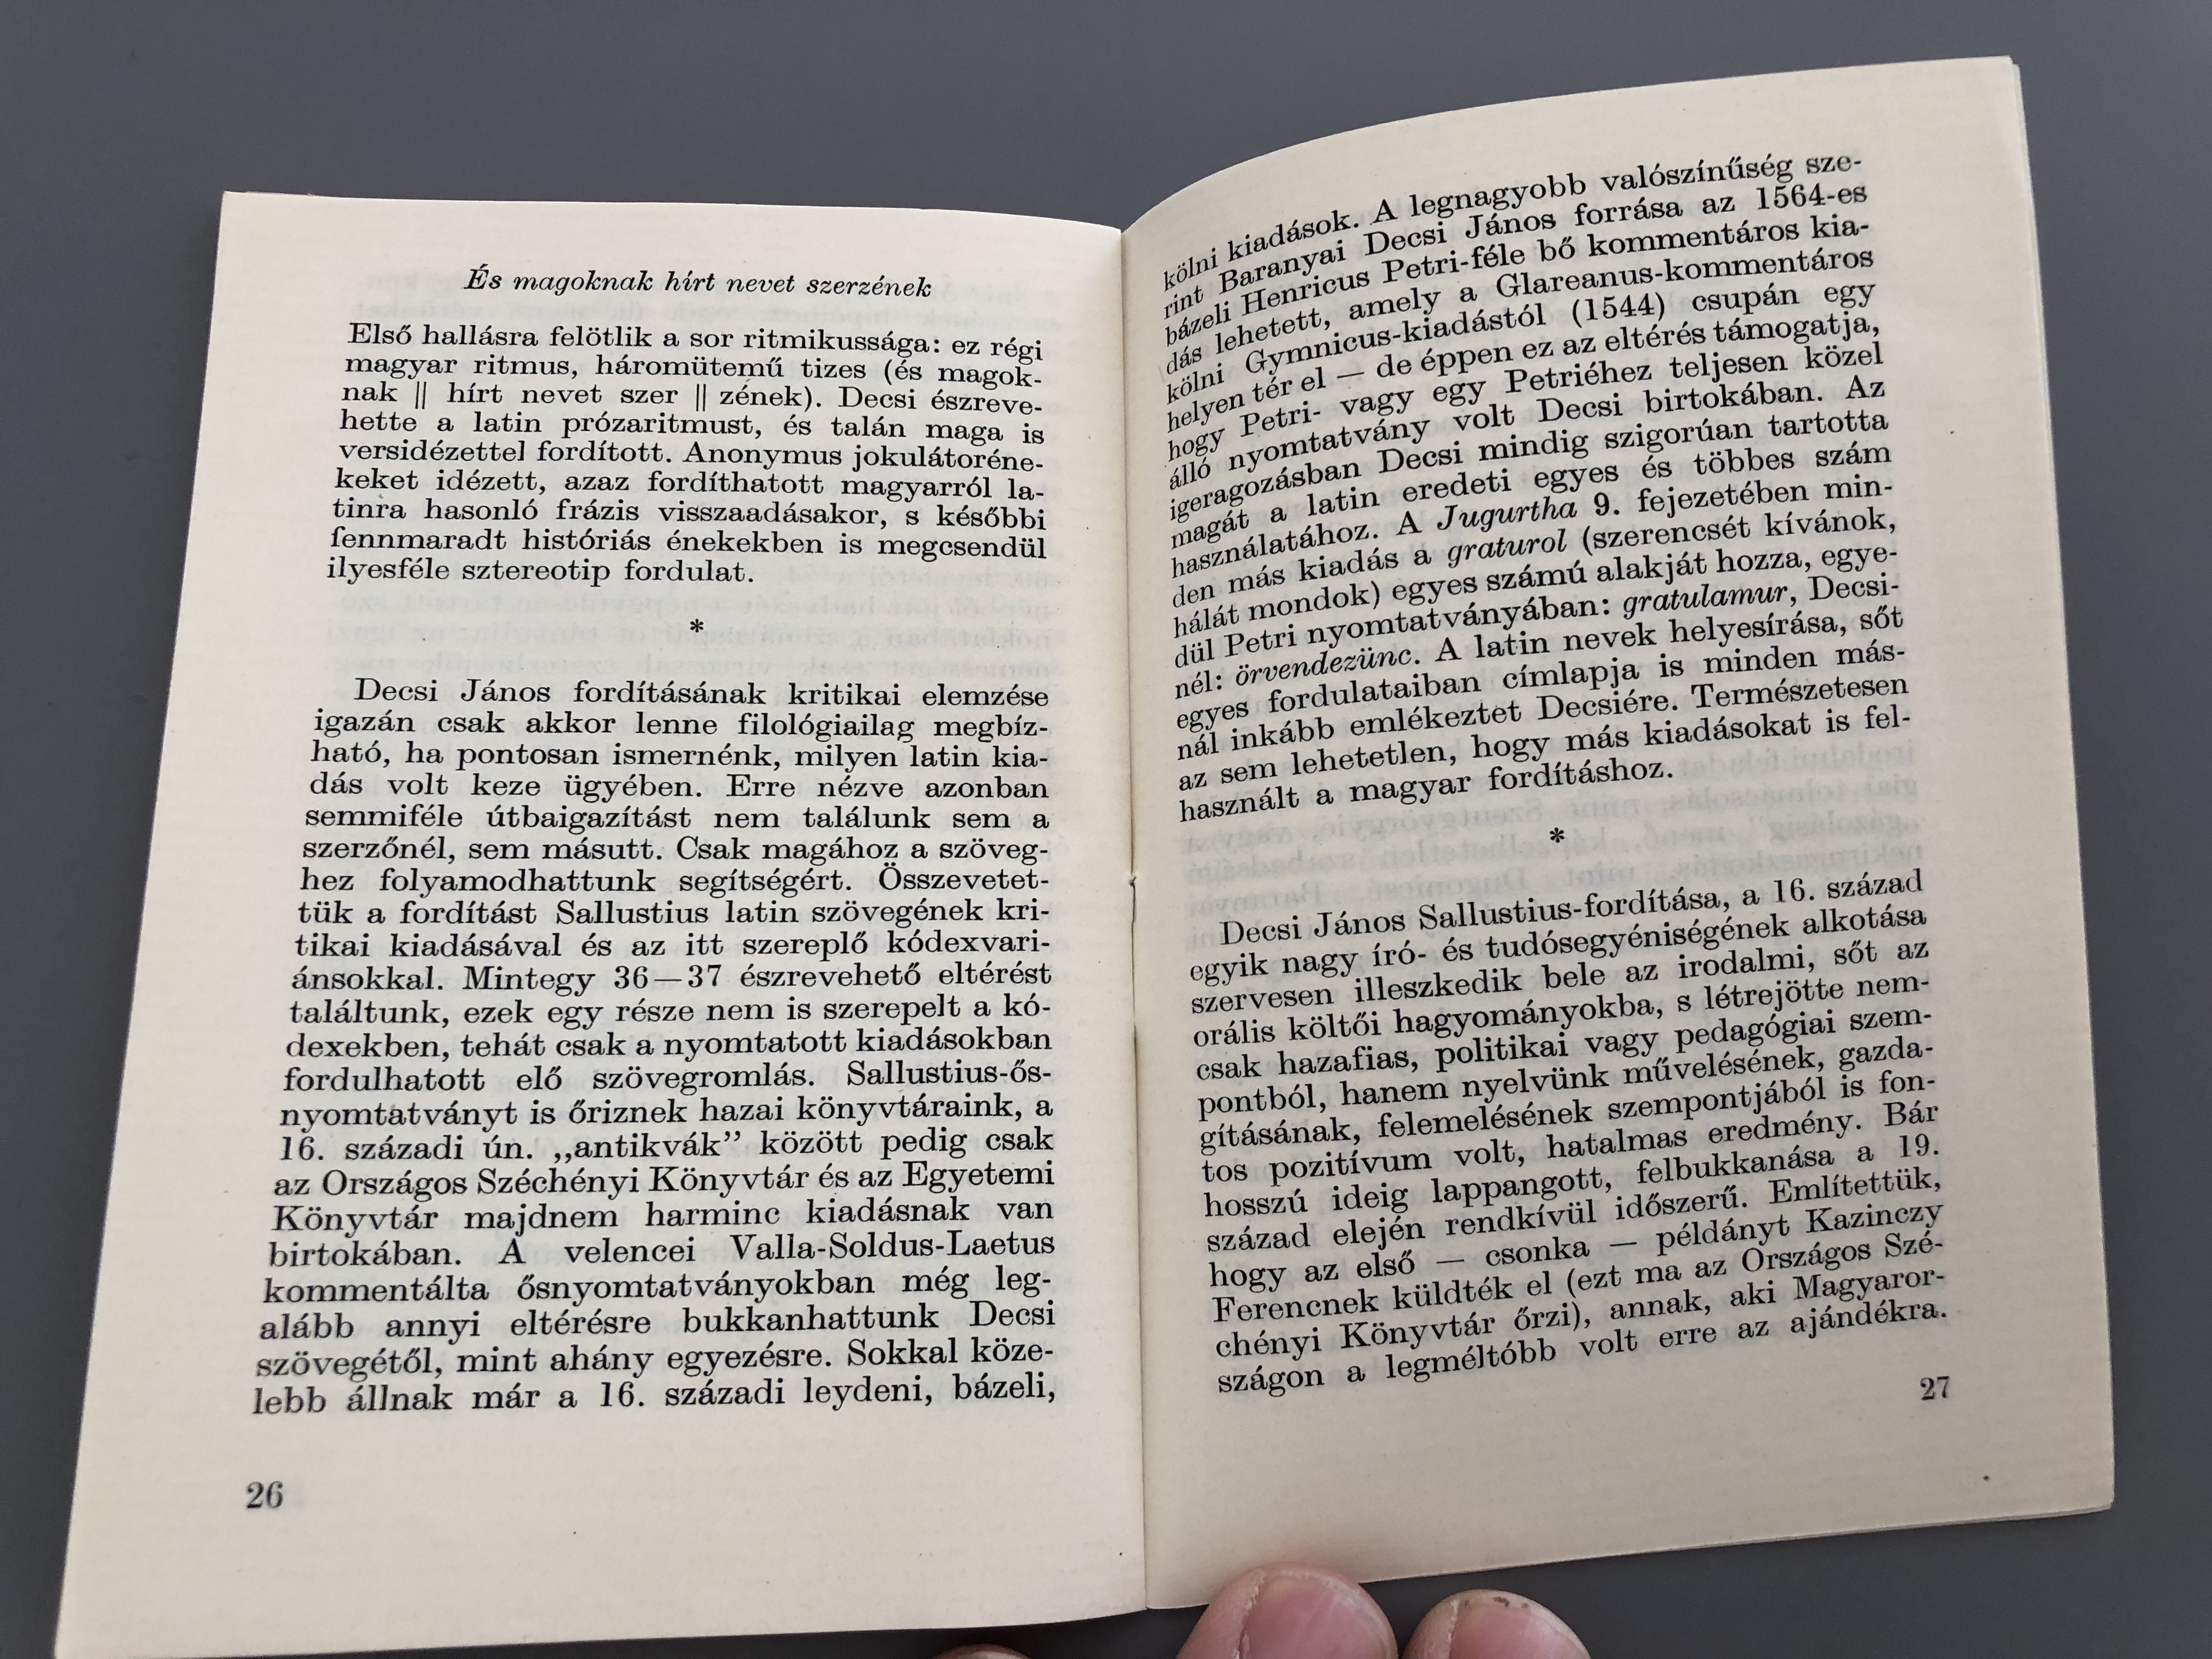 És magoknak hírt nevet szerzének
Első hallásra felötlik a sor ritmikussága: ez régi
magyar ritmus, háromütemű tizes (és magok-
nak || hírt nevet szer || zének). Decsi észreve-
hette a latin prózaritmust, és talán maga is
versidézettel fordított. Anonymus jokulátoréne-
keket idézett, azaz fordíthatott magyarról la-
tinra hasonló frázis visszaadásakor, s későbbi
fennmaradt históriás énekekben is megcsendül
ilyesféle sztereotip fordulat.
*
Decsi János fordításának kritikai elemzése
igazán csak akkor lenne filológiailag megbíz-
ható, ha pontosan ismernénk, milyen latin kia-
dás volt keze ügyében. Erre nézve azonban
semmiféle útbaigazítást nem találunk sem a
szerzőnél, sem másutt. Csak magához a szöveg-
hez folyamodhattunk segítségért. Összevetet-
tük a fordítást Sallustius latin szövegének kri-
tikai kiadásával és az itt szereplő kódexvari-
ánsokkal. Mintegy 36—37 észrevehető eltérést
találtunk, ezek egy része nem is szerepelt a kó-
dexekben, tehát csak a nyomtatott kiadásokban
fordulhatott elő szövegromlás. Sallustius-ős-
nyomtatványt is őriznek hazai könyvtáraink, a
16. századi ún. „antikvák” között pedig csak
az Országos Széchényi Könyvtár és az Egyetemi
Könyvtár majdnem harminc kiadásnak van
birtokában. A velencei Valla-Soldus-Laetus
kommentálta ősnyomtatványokban még leg-
alább annyi eltérésre bukkanhattunk Decsi
szövegétől, mint ahány egyezésre. Sokkal köze-
lebb állnak már a 16. századi leydeni, bázeli,
26
kölni kiadások. A legnagyobb valószínűség sze-
rint Baranyai Decsi János forrása az 1564-es
bázeli Henricus Petri-féle bő kommentáros kia-
dás lehetett, amely a Glareanus-kommentáros
kölni Gymnicus-kiadástól (1544) csupán egy
helyen tér el — de éppen ez az eltérés támogatja,
hogy Petri- vagy egy Petriéhez teljesen közel
álló nyomtatvány volt Decsi birtokában. Az
igeragozásban Decsi mindig szigorúan tartotta
magát a latin eredeti egyes és többes szám
használatához. A Jugurtha 9. fejezetében min-
den más kiadás a graturol (szerencsét kívánok,
hálát mondok) egyes számú alakját hozza, egye-
dül Petri nyomtatványában: gratulamur, Decsi-
nél: örvendezünc. A latin nevek helyesírása, sőt
egyes fordulataiban címlapja is minden más-
nál inkább emlékeztet Decsiére. Természetesen
az sem lehetetlen, hogy más kiadásokat is fel-
használt a magyar fordításhoz.
*
Decsi János Sallustius-fordítása, a 16. század
egyik nagy író- és tudósegyéniségének alkotása
szervesen illeszkedik bele az irodalmi, sőt az
orális költői hagyományokba, s létrejötte nem-
csak hazafias, politikai vagy pedagógiai szem-
pontból, hanem nyelvünk művelésének, gazda-
gításának, felemelésének szempontjából is fon-
tos pozitívum volt, hatalmas eredmény. Bár
hosszú ideig lappangott, felbukkanása a 19.
század elején rendkívül időszerű. Említettük,
hogy az első — csonka — példányt Kazinczy
Ferencnek küldték el (ezt ma az Országos Szé-
chényi Könyvtár őrzi), annak, aki Magyaror-
szágon a legméltóbb volt erre az ajándékra.
27